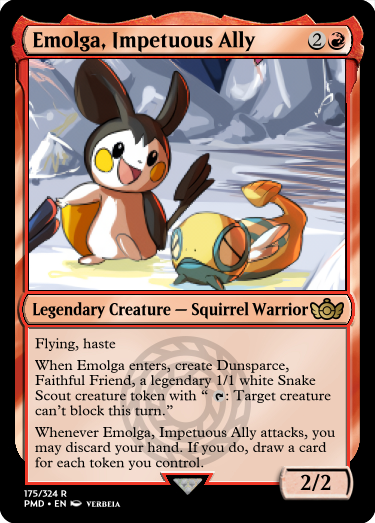 Emolga, Impetuous Ally 2
Legendary Creature — Squirrel Warrior
Flying, haste
When Emolga enters, create Dunsparce,
Faithful Friend, a legendary 1/1 white Snake
Scout creature token with “ : Target creature
can’t block this turn.”
Whenever Emolga, Impetuous Ally attacks, you
may discard your hand. If you do, draw a card
for each token you control.
2/2
175/324 R
PMD • EN VERBEIA